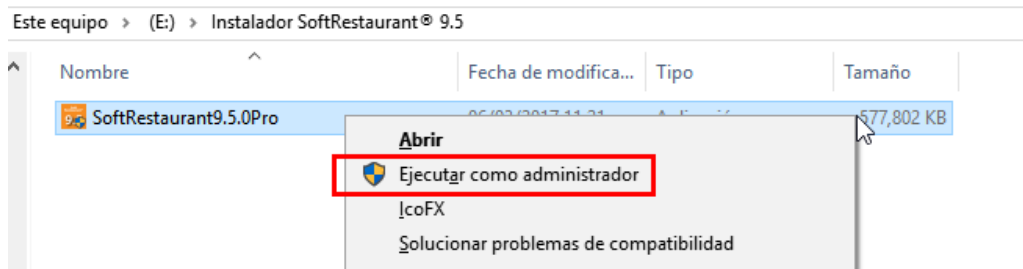 Este equipo > (E:) > Instalador SoftRestaurant® 9.5
Nombre Fecha de modifica... Tipo Tamaño
SoftRestaurant9.5.0Pro 577,802 KB
Abrir
Ejecutar como administrador
IcoFX
Solucionar problemas de compatibilidad